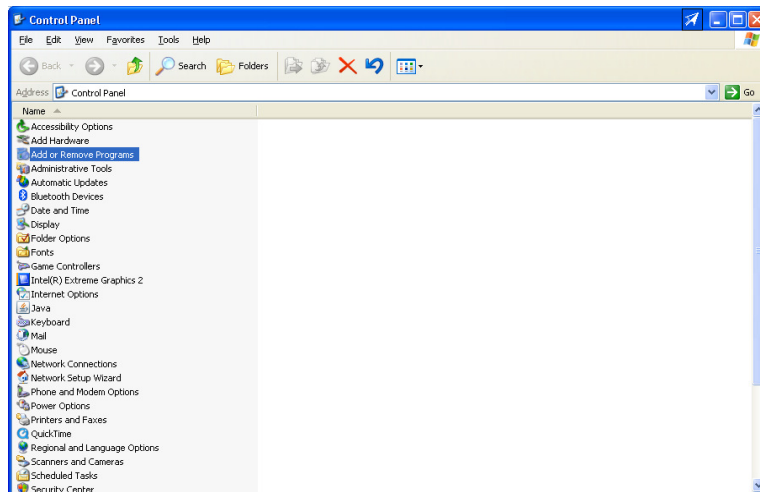 Control Panel
File Edit View Favorites Tools Help
Back Search Folders
Address Control Panel Go
Name
Accessibility Options
Add Hardware
Add or Remove Programs
Administrative Tools
Automatic Updates
Bluetooth Devices
Date and Time
Display
Folder Options
Fonts
Game Controllers
Intel(R) Extreme Graphics 2
Internet Options
Java
Keyboard
Mail
Mouse
Network Connections
Network Setup Wizard
Phone and Modem Options
Power Options
Printers and Faxes
QuickTime
Regional and Language Options
Scanners and Cameras
Scheduled Tasks
Security Center